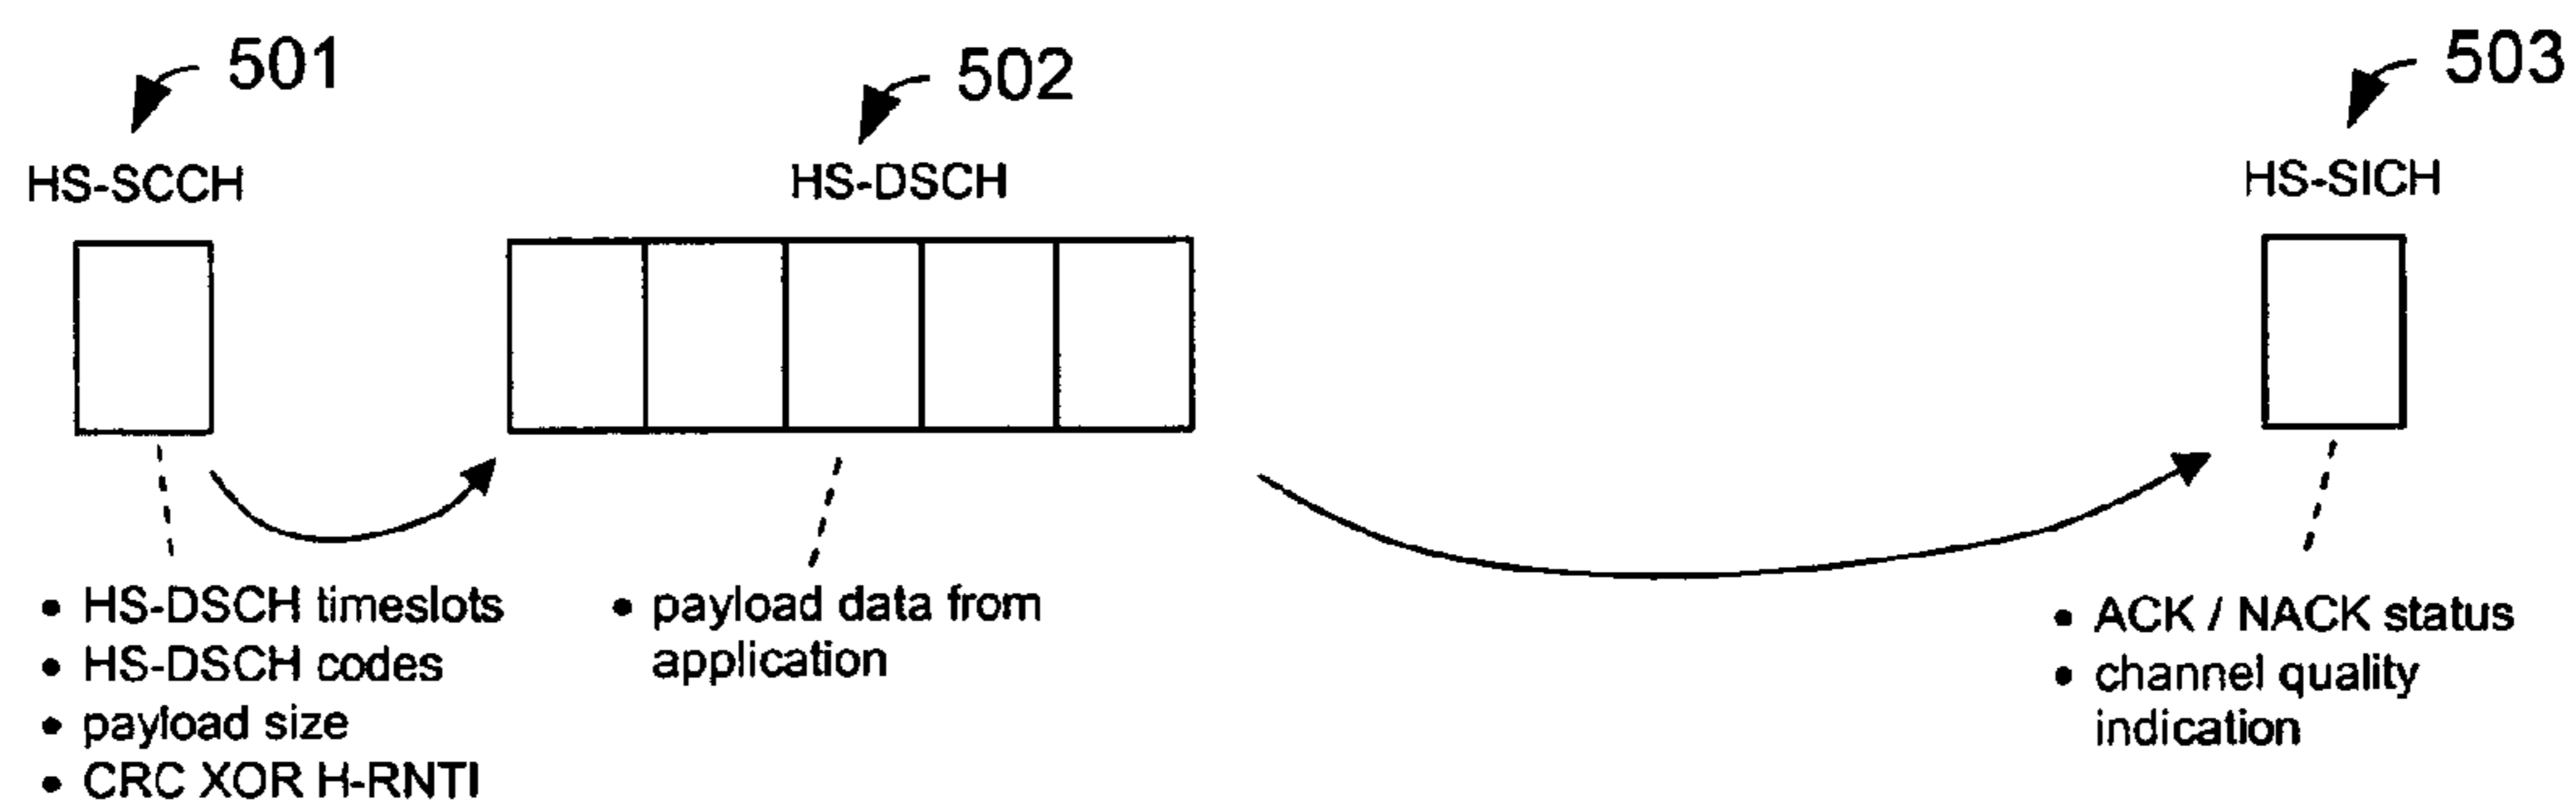 501
HS-SCCH
• HS-DSCH timeslots
• HS-DSCH codes
• payload size
• CRC XOR H-RNTI
502
HS-DSCH
• payload data from
application
503
HS-SICH
• ACK / NACK status
• channel quality
indication